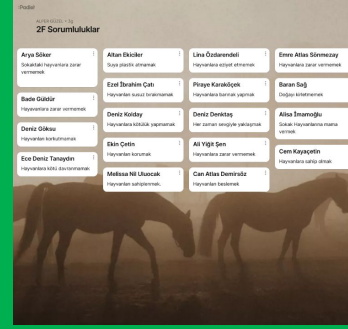 :Padlet
2F Sorumluluklar
Arya Söker
Sokaktaki hayvanlara zarar
vermemek
Bade Güldür
Hayvanlara zarar vermemek
Deniz Göksu
Hayvanları korkutmamak
Ece Deniz Tanaydın
Hayvanlara kötü davranmamak
Altan Ekiciler
Suya plastik atmamak
Ezel İbrahim Çatı
Hayvanları susuz bırakmamak
Deniz Kolday
Hayvanlara kötülük yapmamak
Ekin Çetin
Hayvanları korumak
Melissa Nil Uluocak
Hayvanları sahiplenmek.
Lina Özdarendeli
Hayvanlara eziyet etmemek
Piraye Karakôçek
Hayvanlara barınak yapmak
Deniz Denktaş
Her zaman sevgiyle yaklaşmak
Ali Yiğit Şen
Hayvanlara zarar vermemek
Can Atlas Demirsöz
Hayvanları beslemek
Emre Atlas Sönmezay
Hayvanlara zarar vermemek
Baran Sağ
Doğayı kirletmemek
Alisa İmamoğlu
Sokak Hayvanlarına mama
vermek
Cem Kayaçetin
Hayvanlara sahip olmak